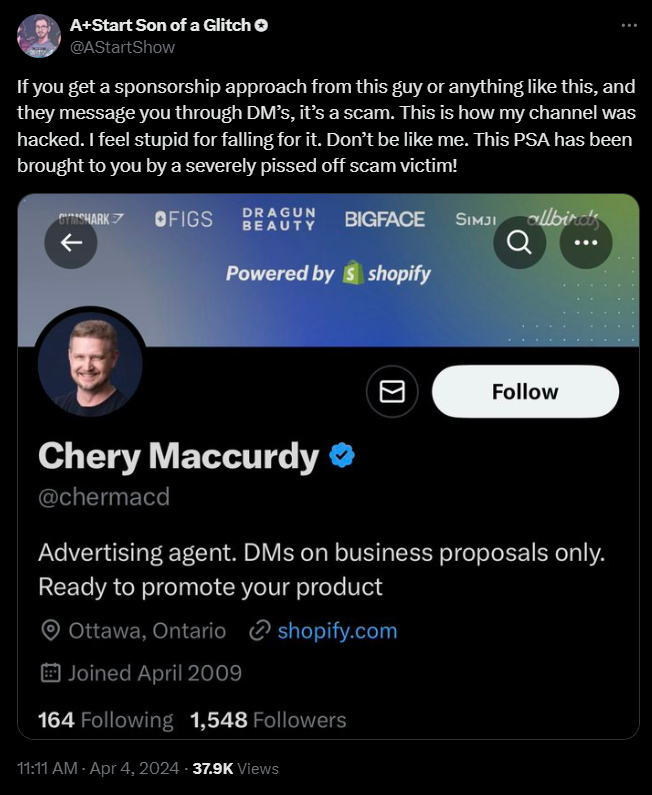 A+Start Son of a Glitch
@AStartShow
If you get a sponsorship approach from this guy or anything like this, and
they message you through DM’s, it’s a scam. This is how my channel was
hacked. I feel stupid for falling for it. Don’t be like me. This PSA has been
brought to you by a severely pissed off scam victim!
GYMSHARK FIGS DRAGUN BEAUTY BIGFACE SIMJI allbirds
Powered by shopify
Follow
Chery Maccurdy
@chermacd
Advertising agent. DMs on business proposals only.
Ready to promote your product
Ottawa, Ontario shopify.com
Joined April 2009
164 Following 1,548 Followers
11:11 AM · Apr 4, 2024 · 37.9K Views